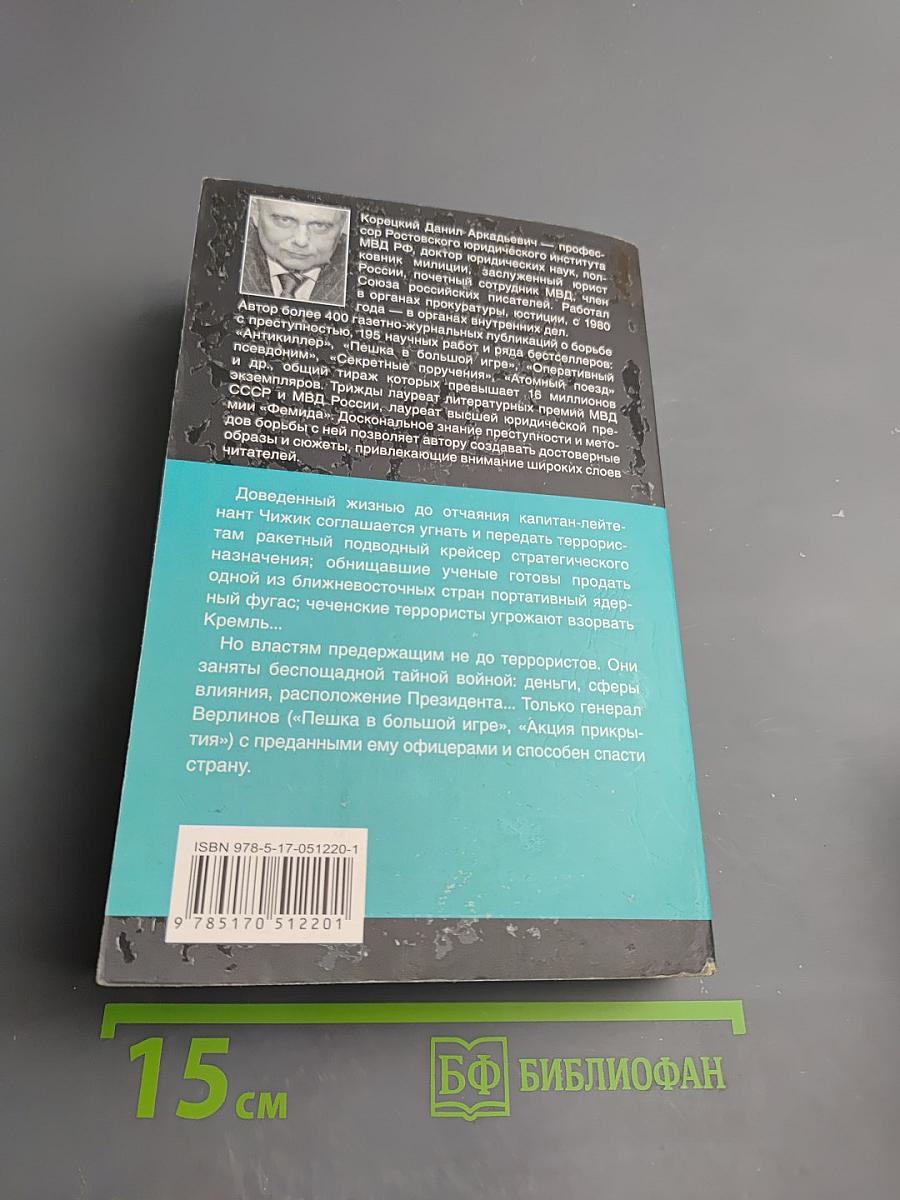 Корецкий Данил Аркадьевич — профес-
сор Ростовского юридического института
МВД РФ, доктор юридических наук, пол-
ковник милиции, заслуженный юрист
России, почетный сотрудник МВД, член
Союза российских писателей. Работал
в органах прокуратуры, юстиции, с 1980
года — в органах внутренних дел.
Автор более 400 газетно-журнальных публикаций о борьбе
с преступностью, 195 научных работ и ряда бестселлеров:
«Антикиллер», «Пешка в большой игре», «Оперативный
псевдоним», «Секретные поручения», «Атомный поезд»
и др., общий тираж которых превышает 16 миллионов
экземпляров. Трижды лауреат литературных премий МВД
СССР и МВД России, лауреат высшей юридической пре-
мии «Фемида». Доскональное знание преступности и мето-
дов борьбы с ней позволяет автору создавать достоверные
образы и сюжеты, привлекающие внимание широких слоев
читателей.
Доведенный жизнью до отчаяния капитан-лейте-
нант Чижик соглашается угнать и передать террорис-
там ракетный подводный крейсер стратегического
назначения; обнищавшие ученые готовы продать
одной из ближневосточных стран портативный ядер-
ный фугас; чеченские террористы угрожают взорвать
Кремль...
Но властям предержащим не до террористов. Они
заняты беспощадной тайной войной: деньги, сферы
влияния, расположение Президента... Только генерал
Верлинов («Пешка в большой игре», «Акция прикры-
тия») с преданными ему офицерами и способен спасти
страну.
ISBN 978-5-17-051220-1
9 785170 512201
15 см
БФ БИБЛИОФАН